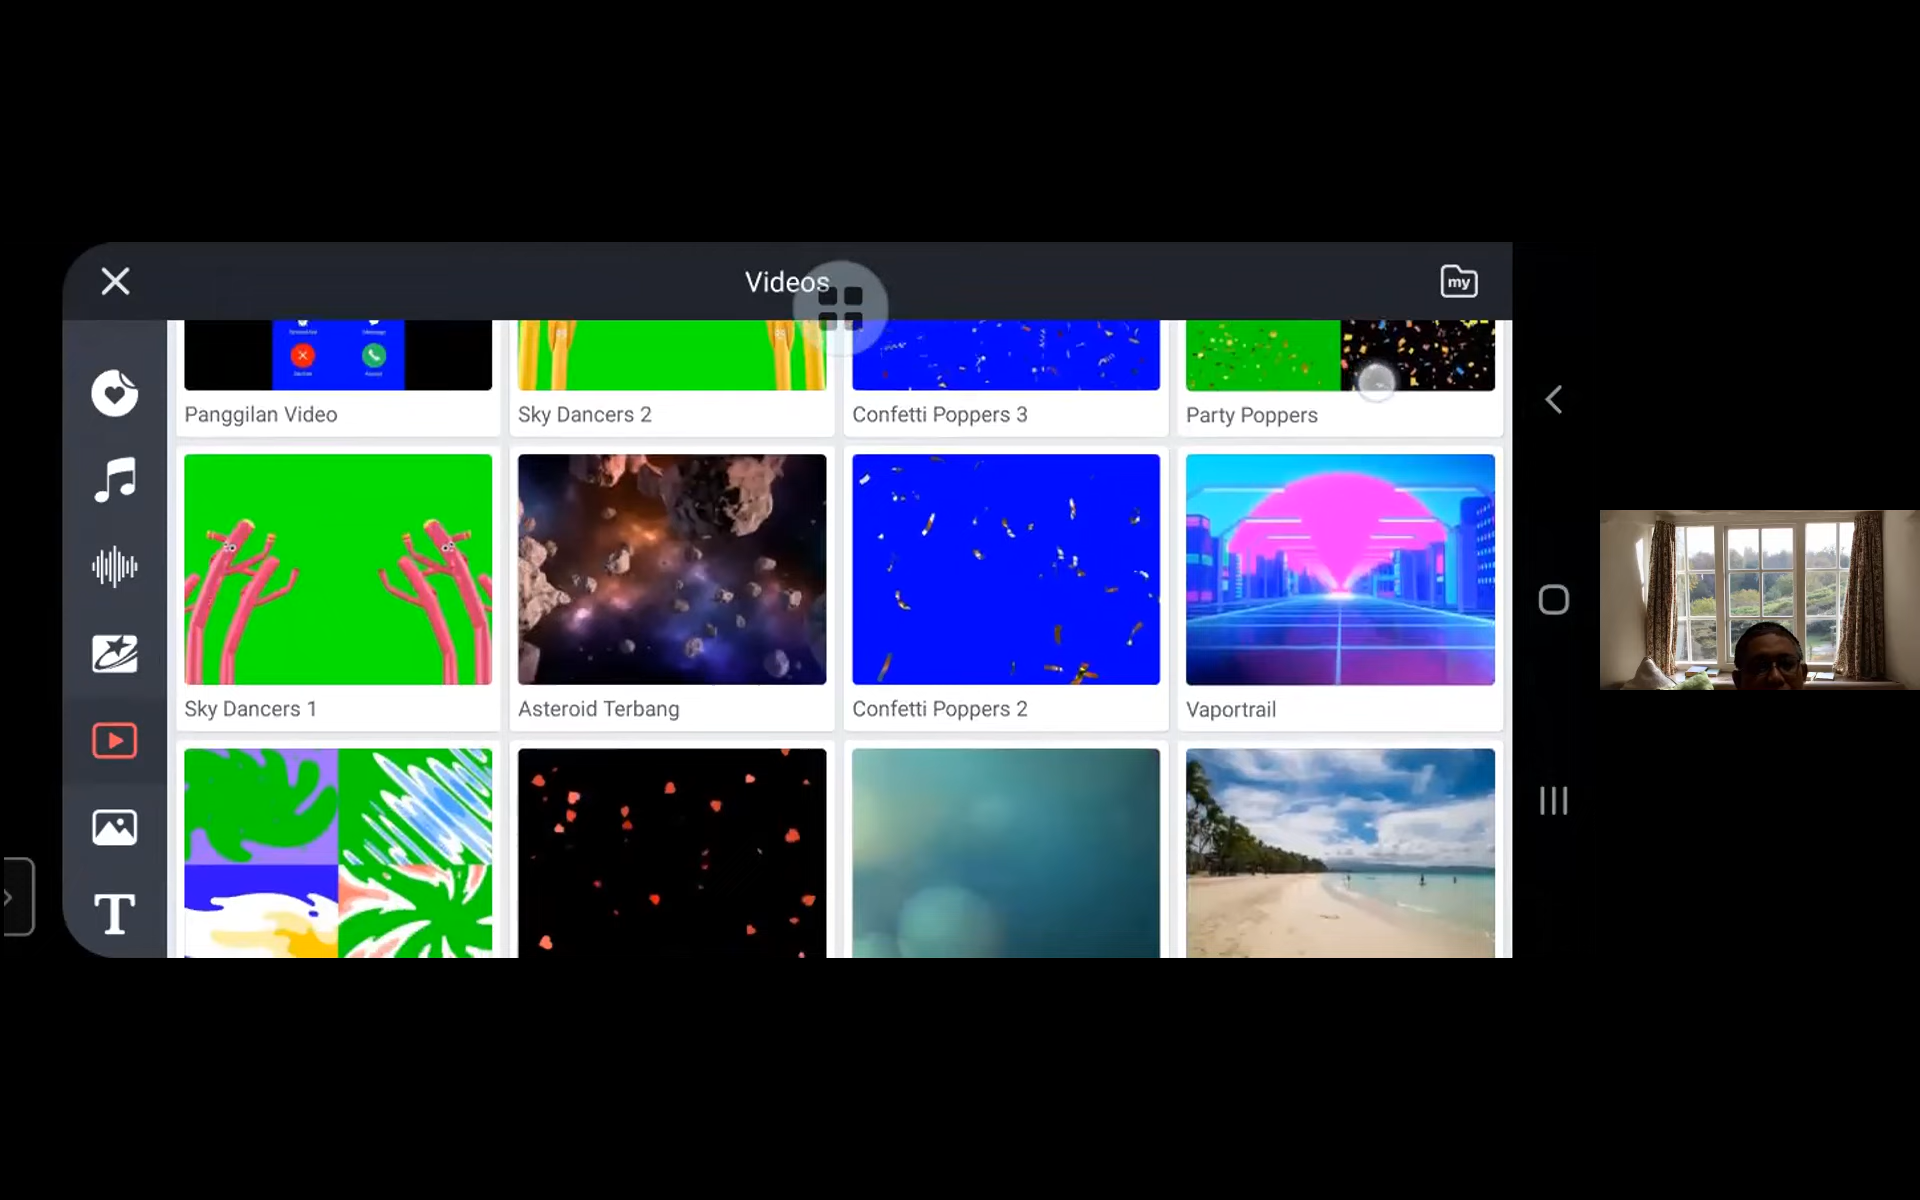 Videos
my
Panggilan Video
Sky Dancers 2
Confetti Poppers 3
Party Poppers
Sky Dancers 1
Asteroid Terbang
Confetti Poppers 2
Vaportrail
T